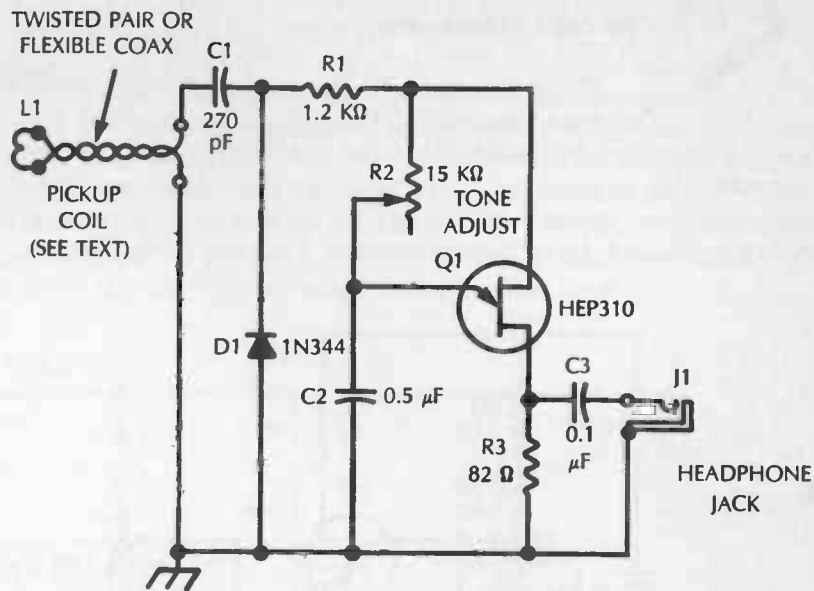 TWISTED PAIR OR
FLEXIBLE COAX
C1
270
pF
R1
1.2 KΩ
L1
PICKUP
COIL
(SEE TEXT)
R2
15 KΩ
TONE
ADJUST
Q1
HEP310
D1
1N344
C2
0.5 μF
C3
0.1
μF
J1
R3
82 Ω
HEADPHONE
JACK